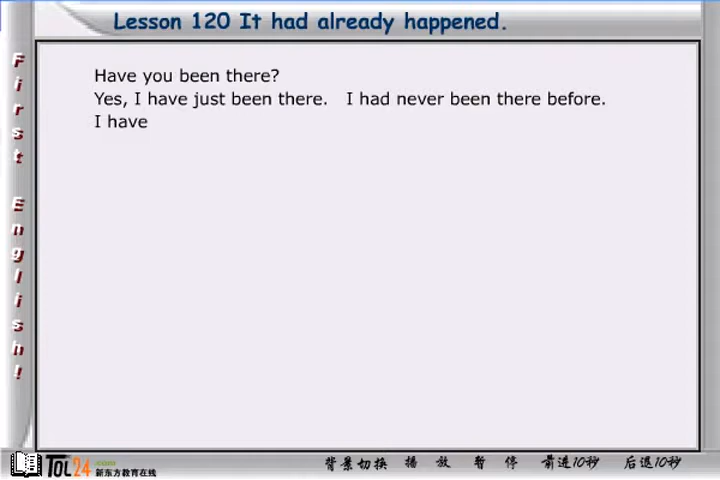 Lesson 120 It had already happened.
First English!
Have you been there?
Yes, I have just been there. I had never been there before.
I have
TOL24
新东方教育在线
背景切换 播放 暂停 前进10秒 后退10秒